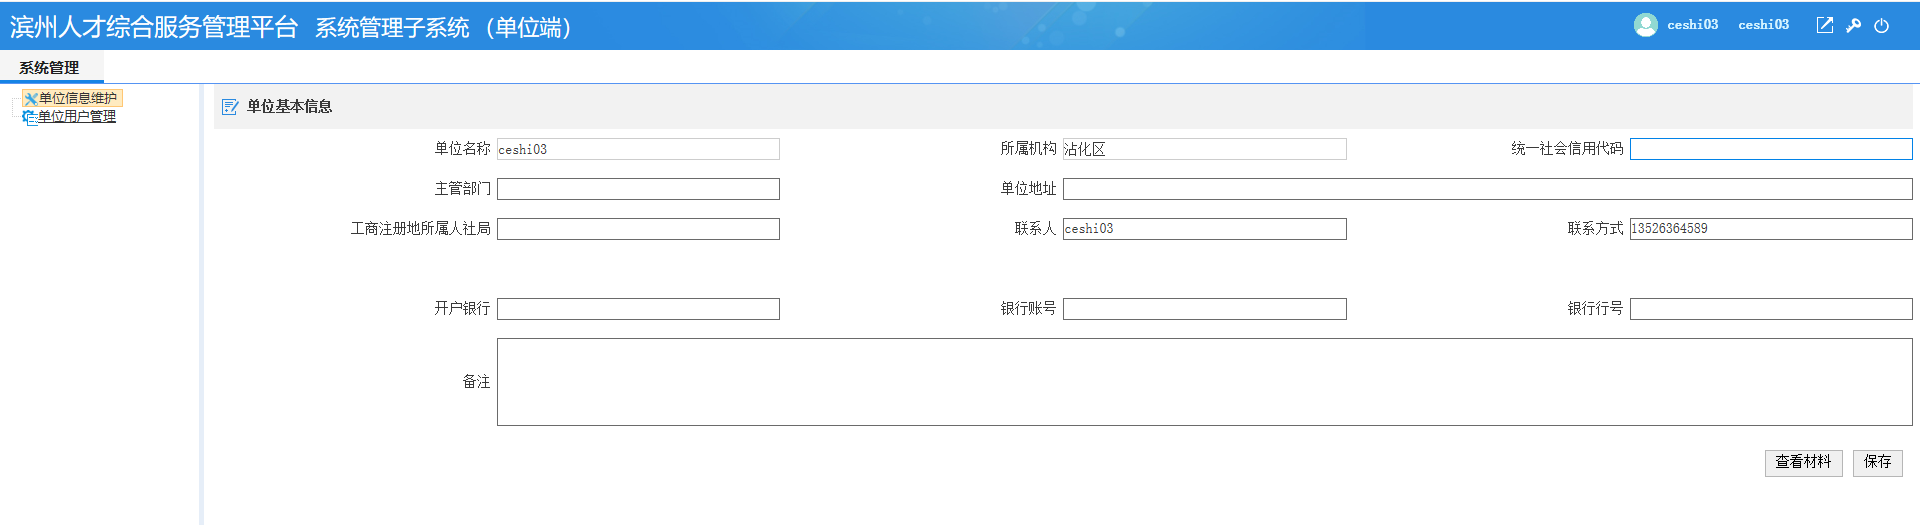 滨州人才综合服务管理平台 系统管理子系统（单位端） ceshi03 ceshi03
系统管理
单位信息维护
单位用户管理
单位基本信息
单位名称 ceshi03 所属机构 沾化区 统一社会信用代码
主管部门 单位地址
工商注册地所属人社局 联系人 ceshi03 联系方式 13526364589
开户银行 银行账号 银行行号
备注
查看材料 保存